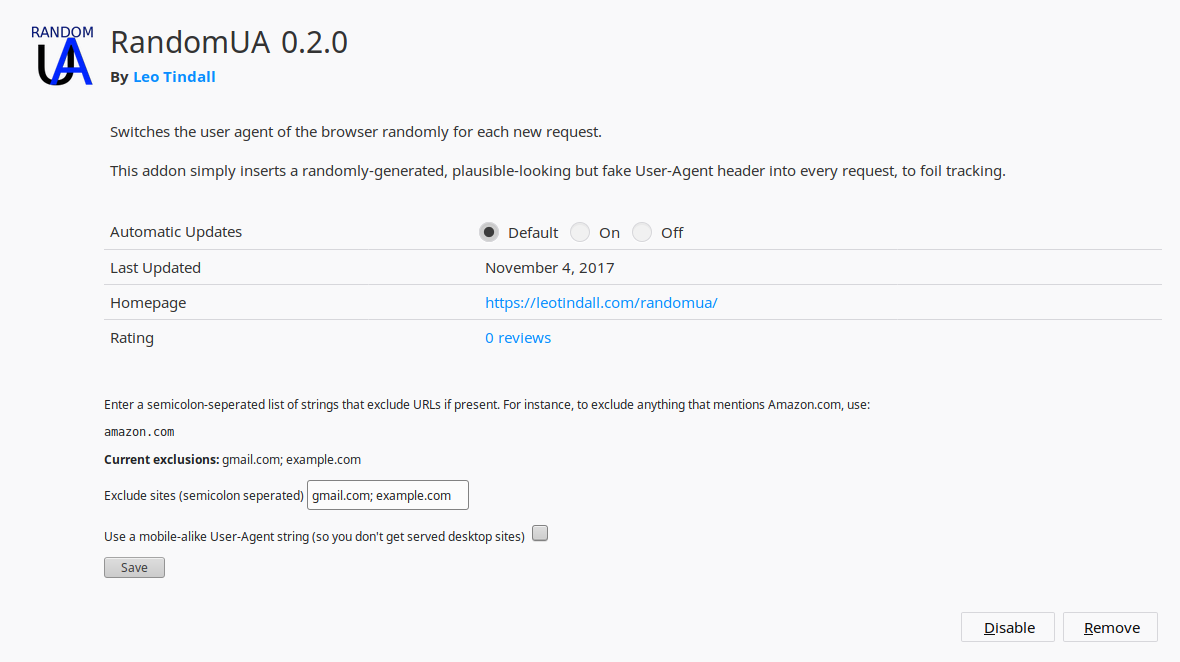 RANDOM
UA
RandomUA 0.2.0
By Leo Tindall
Switches the user agent of the browser randomly for each new request.
This addon simply inserts a randomly-generated, plausible-looking but fake User-Agent header into every request, to foil tracking.
Automatic Updates Default On Off
Last Updated November 4, 2017
Homepage https://leotindall.com/randomua/
Rating 0 reviews
Enter a semicolon-seperated list of strings that exclude URLs if present. For instance, to exclude anything that mentions Amazon.com, use:
amazon.com
Current exclusions: gmail.com; example.com
Exclude sites (semicolon seperated) gmail.com; example.com
Use a mobile-alike User-Agent string (so you don't get served desktop sites)
Save
Disable Remove